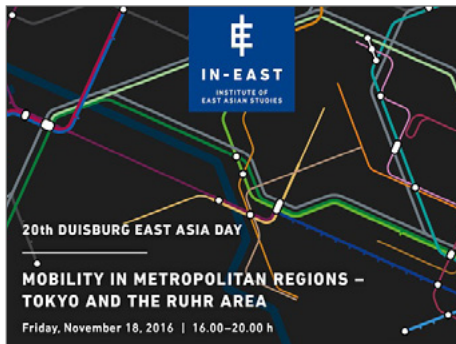 IN-EAST
INSTITUTE OF
EAST ASIAN STUDIES
20th DUISBURG EAST ASIA DAY
MOBILITY IN METROPOLITAN REGIONS –
TOKYO AND THE RUHR AREA
Friday, November 18, 2016 | 16.00–20.00 h